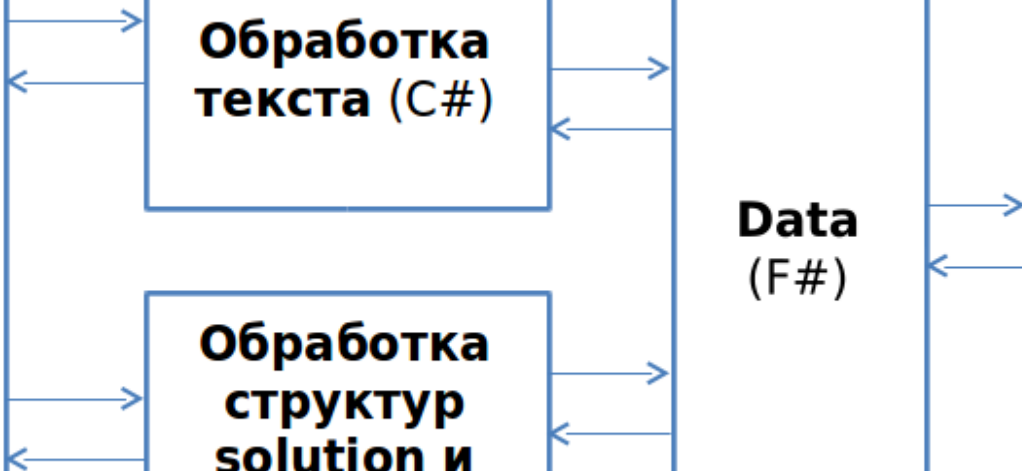 Обработка
текста (C#)
Data
(F#)
Обработка
структур
solution и